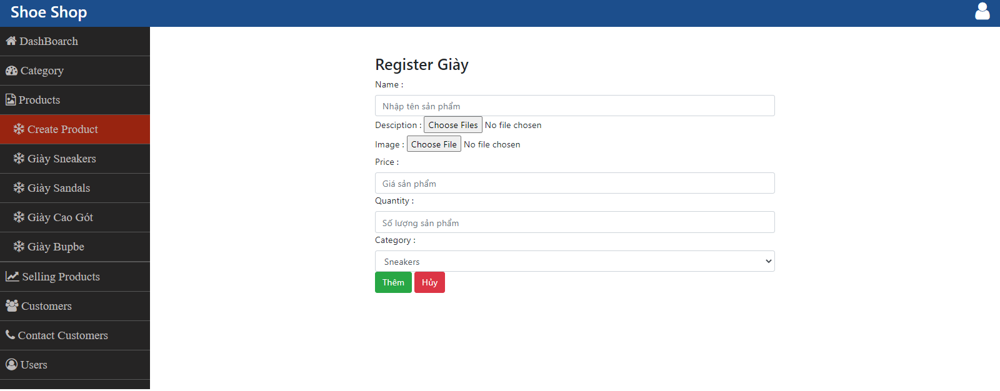 Shoe Shop
DashBoarch
Category
Products
Create Product
Giày Sneakers
Giày Sandals
Giày Cao Gót
Giày Bupbe
Selling Products
Customers
Contact Customers
Users
Register Giày
Name :
Nhập tên sản phẩm
Desciption : Choose Files No file chosen
Image : Choose File No file chosen
Price :
Giá sản phẩm
Quantity :
Số lượng sản phẩm
Category :
Sneakers
Thêm Hủy